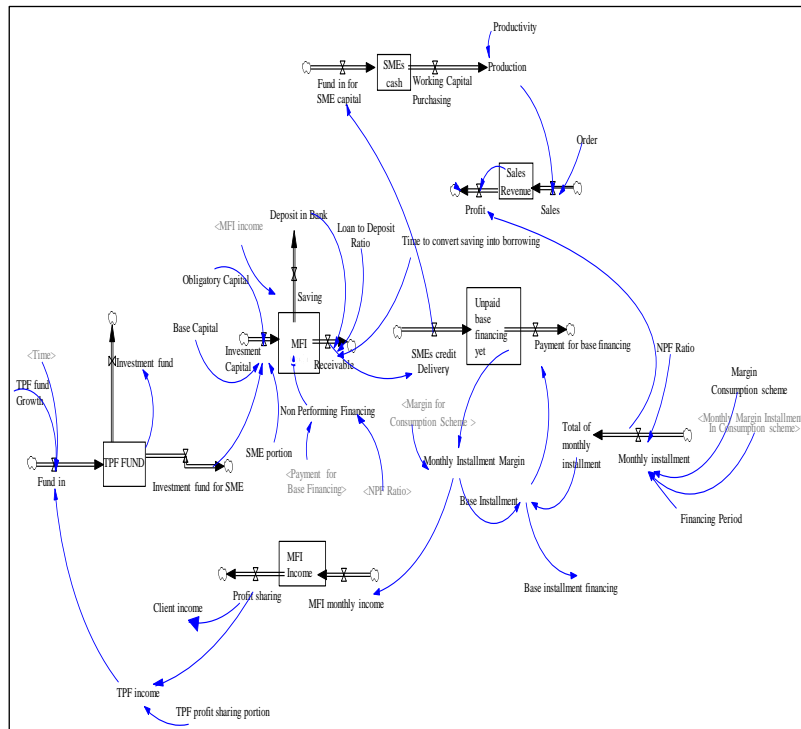 Productivity
Fund in for
SME capital
SMEs
cash
Working Capital
Purchasing
Production
Order
Sales
Revenue
Profit
Sales
<MFI income
Deposit in Bank
Loan to Deposit
Ratio
Time to convert saving into borrowing
Obligatory Capital
Saving
Base Capital
MFI
Invesment
Capital
Receivable
Unpaid
base
financing
yet
SMEs credit
Delivery
Payment for base financing
NPF Ratio
<Time>
Investment fund
TPF fund
Growth
Margin
Consumption scheme
Non Performing Financing
<Margin for
Consumption Scheme >
<Monthly Margin Installment
In Consumption scheme>
Total of
monthly
installment
Monthly installment
TPF FUND
Fund in
Investment fund for SME
SME portion
<Payment for
Base Financing>
<NPF Ratio>
Monthly Installment Margin
Base Installment
Financing Period
MFI
Income
Profit sharing
MFI monthly income
Base installment financing
Client income
TPF income
TPF profit sharing portion